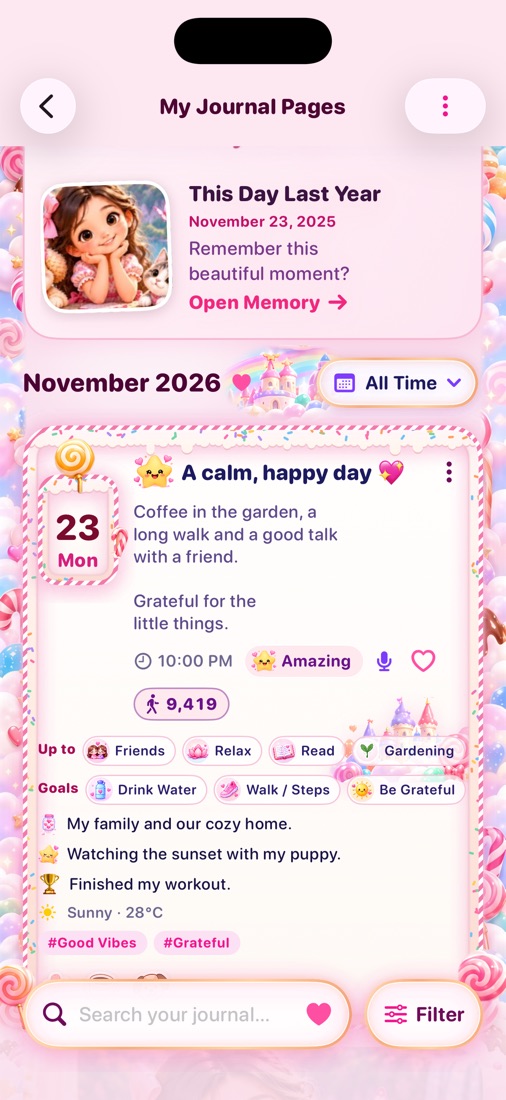 My Journal Pages
This Day Last Year
November 23, 2025
Remember this
beautiful moment?
Open Memory →
November 2026
All Time
23
Mon
A calm, happy day
Coffee in the garden, a
long walk and a good talk
with a friend.
Grateful for the
little things.
10:00 PM
Amazing
9,419
Up to
Friends
Relax
Read
Gardening
Goals
Drink Water
Walk / Steps
Be Grateful
My family and our cozy home.
Watching the sunset with my puppy.
Finished my workout.
Sunny · 28°C
#Good Vibes
#Grateful
Search your journal...
Filter